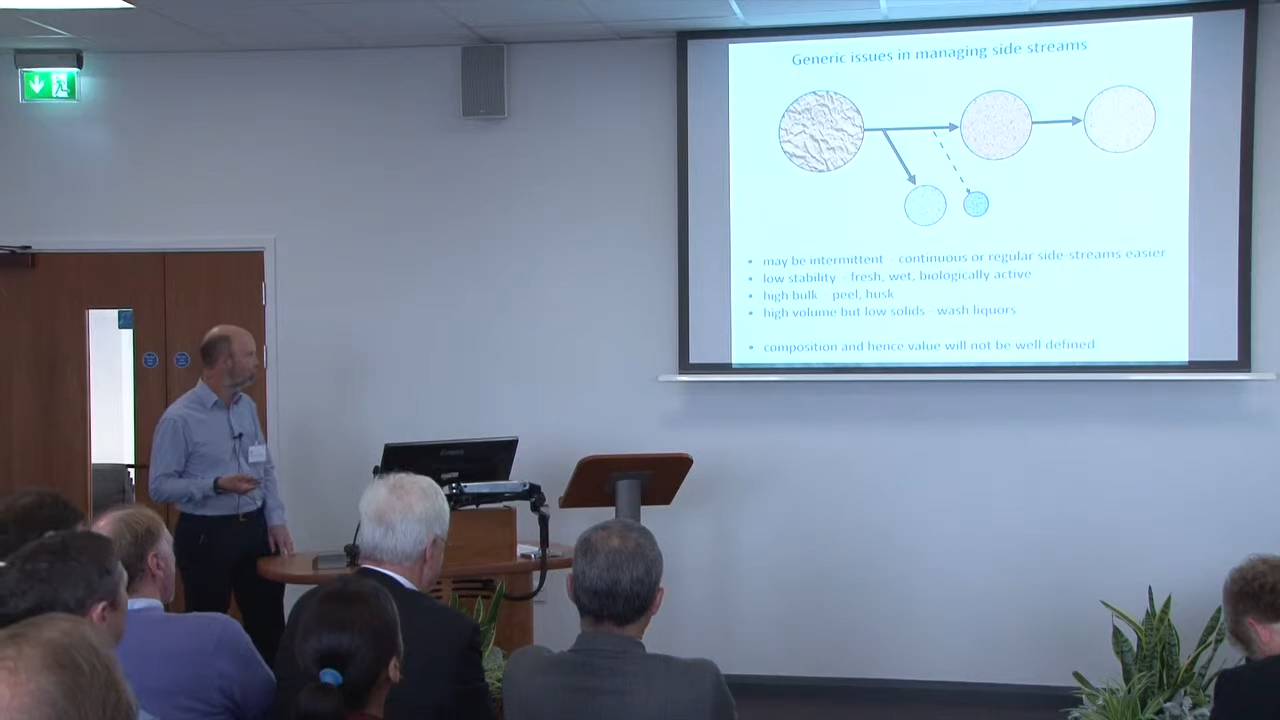 Generic issues in managing side streams
• may be intermittent - continuous or regular side-streams easier
• low stability - fresh, wet, biologically active
• high bulk - peel, husk
• high volume but low solids - wash liquors
• composition and hence value will not be well defined